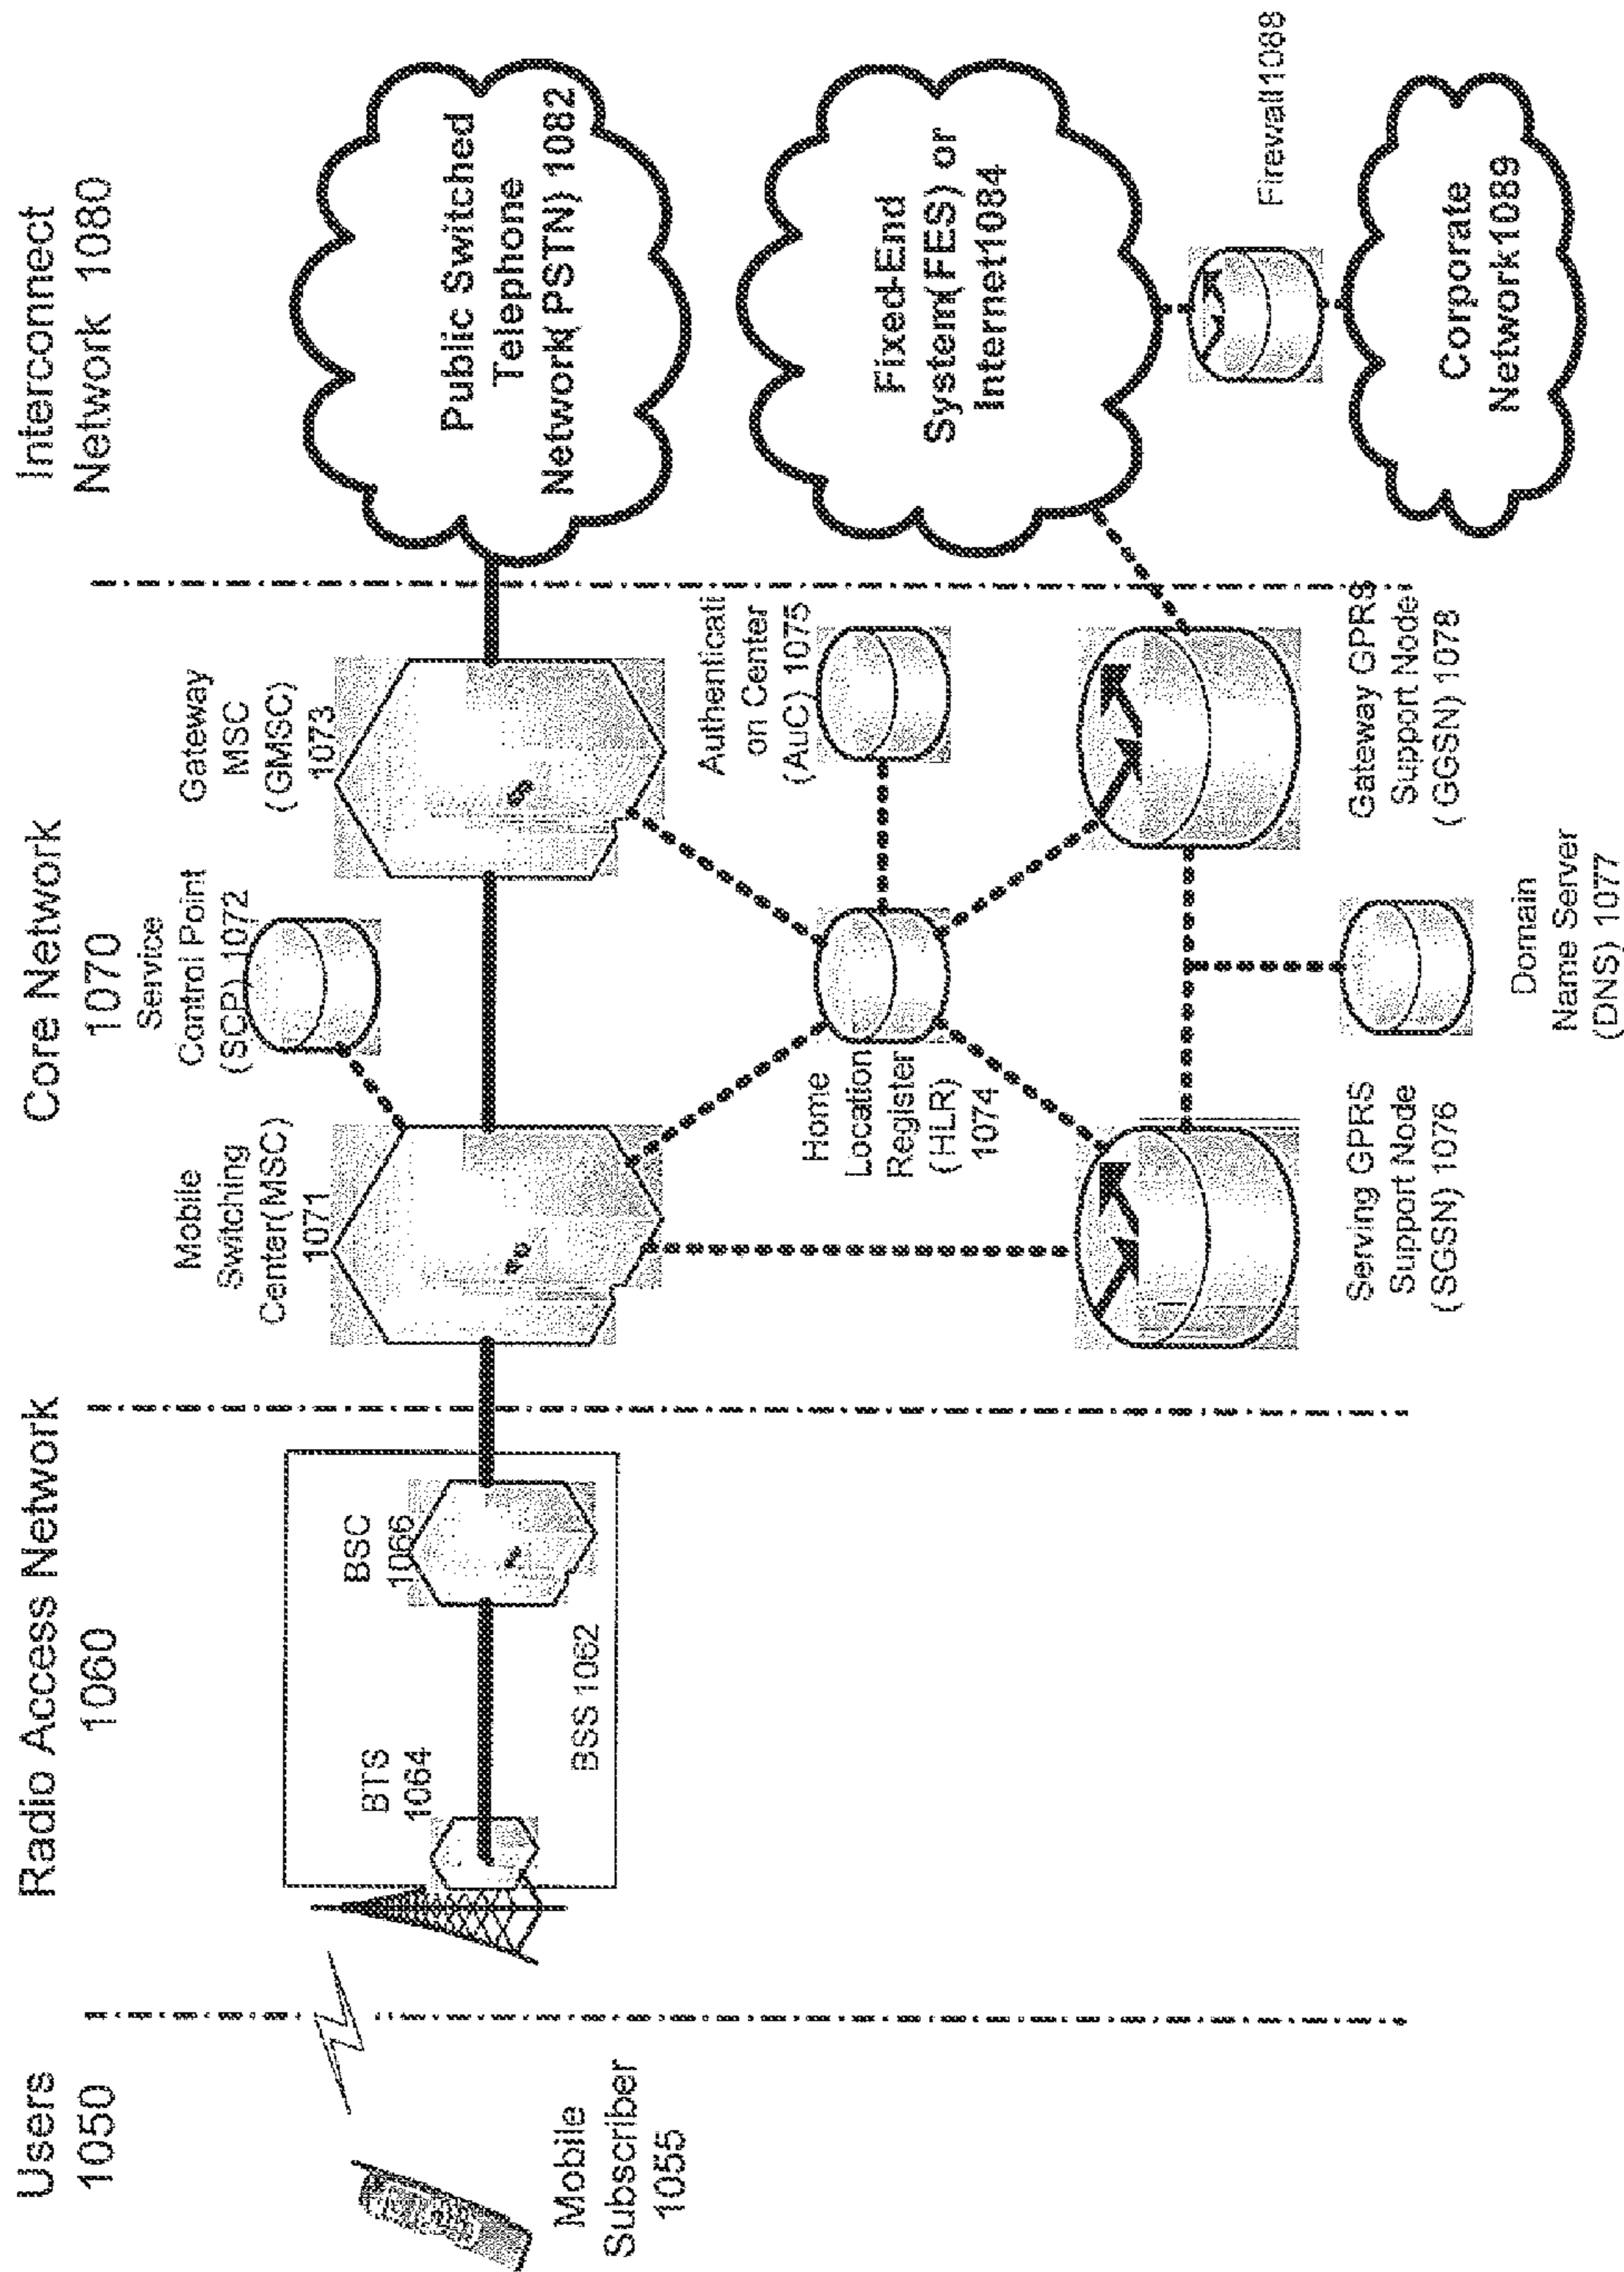 Users
1050
Radio Access Network
1060
Core Network
1070
Interconnect
Network 1080
Mobile
Subscriber
1055
BTS
1064
BSC
1066
BSS 1062
Mobile
Switching
Center(MSC)
1071
Service
Control Point
(SCP) 1072
Gateway
MSC
(GMSC)
1073
Home
Location
Register
(HLR)
1074
Authenticati
on Center
(AuC) 1075
Serving GPRS
Support Node
(SGSN) 1076
Domain
Name Server
(DNS) 1077
Gateway GPRS
Support Node
(GGSN) 1078
Public Switched
Telephone
Network(PSTN) 1082
Fixed-End
System(FES) or
Internet1084
Firewall1088
Corporate
Network1089